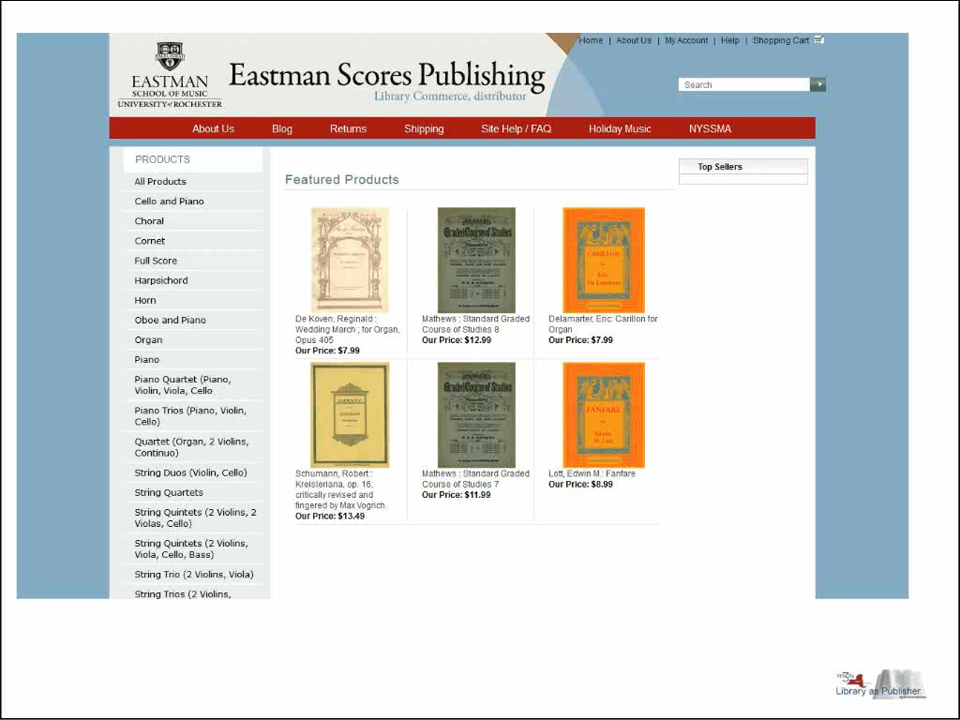 Home | About Us | My Account | Help | Shopping Cart
EASTMAN
SCHOOL OF MUSIC
UNIVERSITY of ROCHESTER
Eastman Scores Publishing
Library Commerce, distributor
Search
About Us Blog Returns Shipping Site Help / FAQ Holiday Music NYSSMA
PRODUCTS
All Products
Cello and Piano
Choral
Cornet
Full Score
Harpsichord
Horn
Oboe and Piano
Organ
Piano
Piano Quartet (Piano,
Violin, Viola, Cello
Piano Trios (Piano, Violin,
Cello)
Quartet (Organ, 2 Violins,
Continuo)
String Duos (Violin, Cello)
String Quartets
String Quintets (2 Violins, 2
Violas, Cello)
String Quintets (2 Violins,
Viola, Cello, Bass)
String Trio (2 Violins, Viola)
String Trios (2 Violins,
Featured Products
De Koven, Reginald :
Wedding March ; for Organ,
Opus 405
Our Price: $7.99
Graded Course of Studies
Mathews : Standard Graded
Course of Studies 8
Our Price: $12.99
CARILLON
Delamarter, Eric: Carillon for
Organ
Our Price: $7.99
LIBRARY
Schumann, Robert :
Kreisleriana, op. 16;
critically revised and
fingered by Max Vogrich.
Our Price: $13.49
Graded Course of Studies
Mathews : Standard Graded
Course of Studies 7
Our Price: $11.99
FANFARE
Lott, Edwin M.: Fanfare
Our Price: $8.99
Top Sellers
Library as Publisher